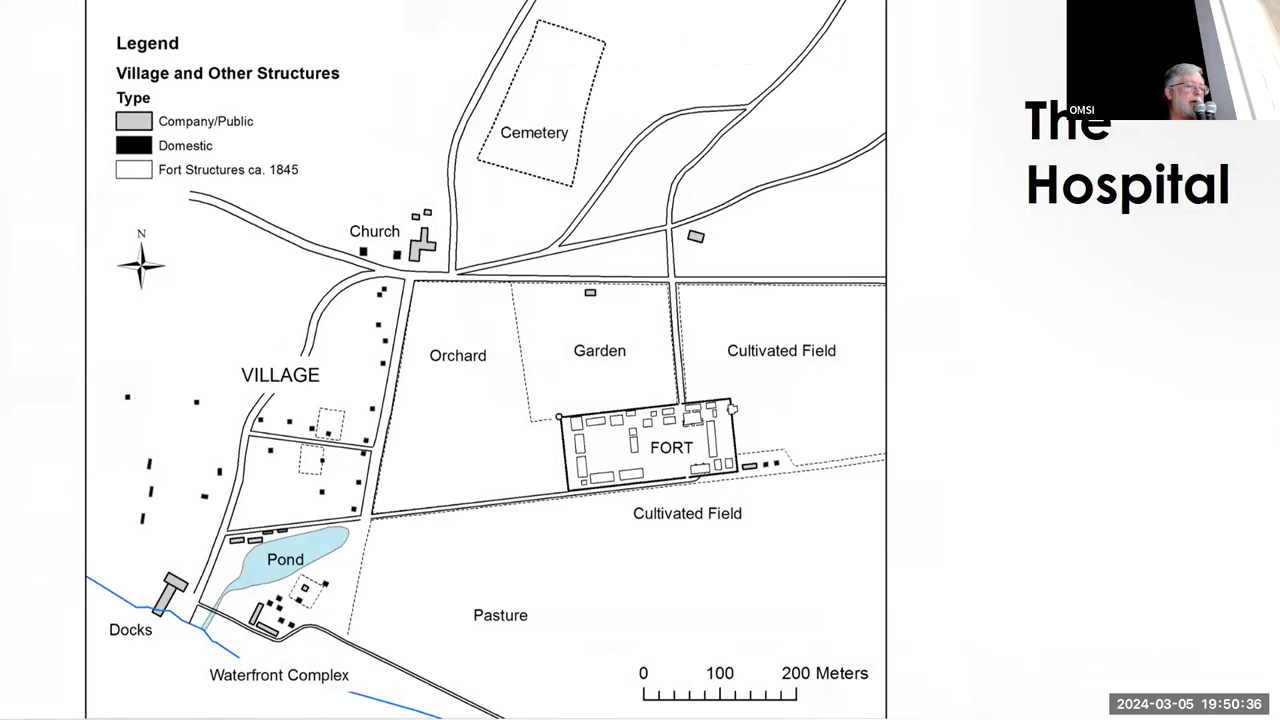 Legend
Village and Other Structures
Type
Company/Public
Domestic
Fort Structures ca. 1845
N
Cemetery
Church
VILLAGE
Orchard
Garden
Cultivated Field
FORT
Cultivated Field
Pond
Pasture
Docks
Waterfront Complex
0 100 200 Meters
OMSI
The
Hospital
2024-03-05 19:50:36